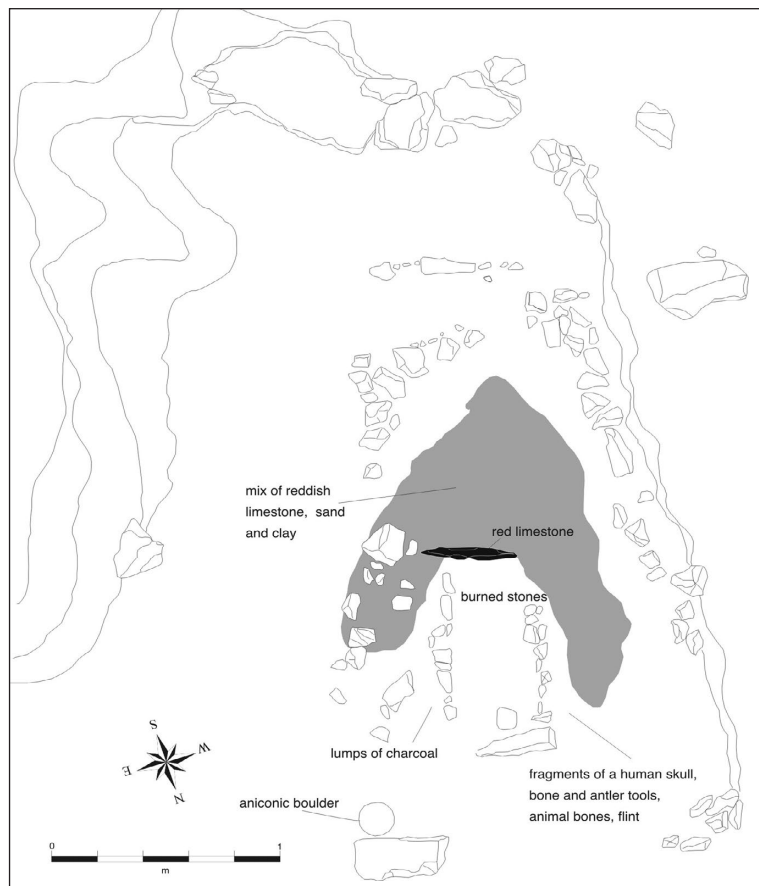 mix of reddish
limestone, sand
and clay
red limestone
burned stones
lumps of charcoal
fragments of a human skull,
bone and antler tools,
animal bones, flint
aniconic boulder
S
W
E
N
0
1
m